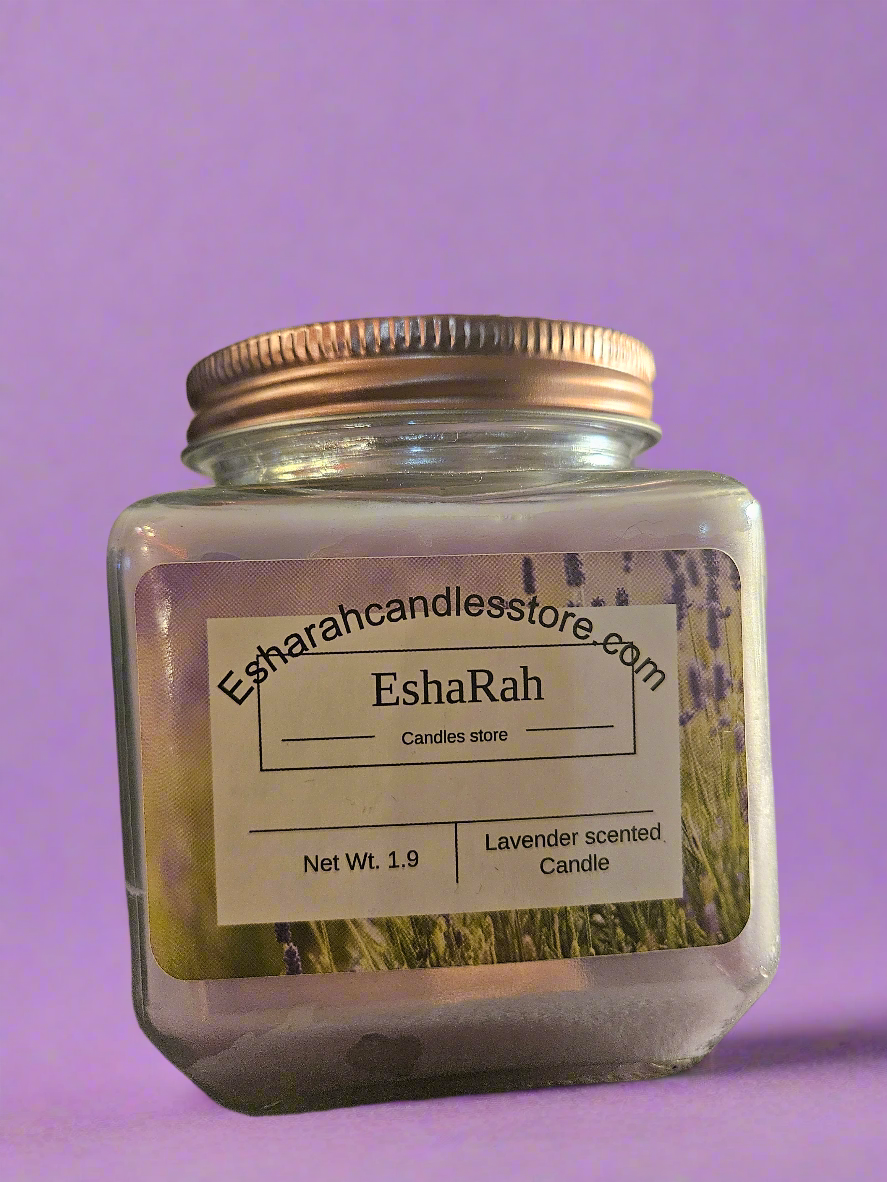 Esharahcandlesstore.com
EshaRah
Candles store
Net Wt. 1.9
Lavender scented
Candle